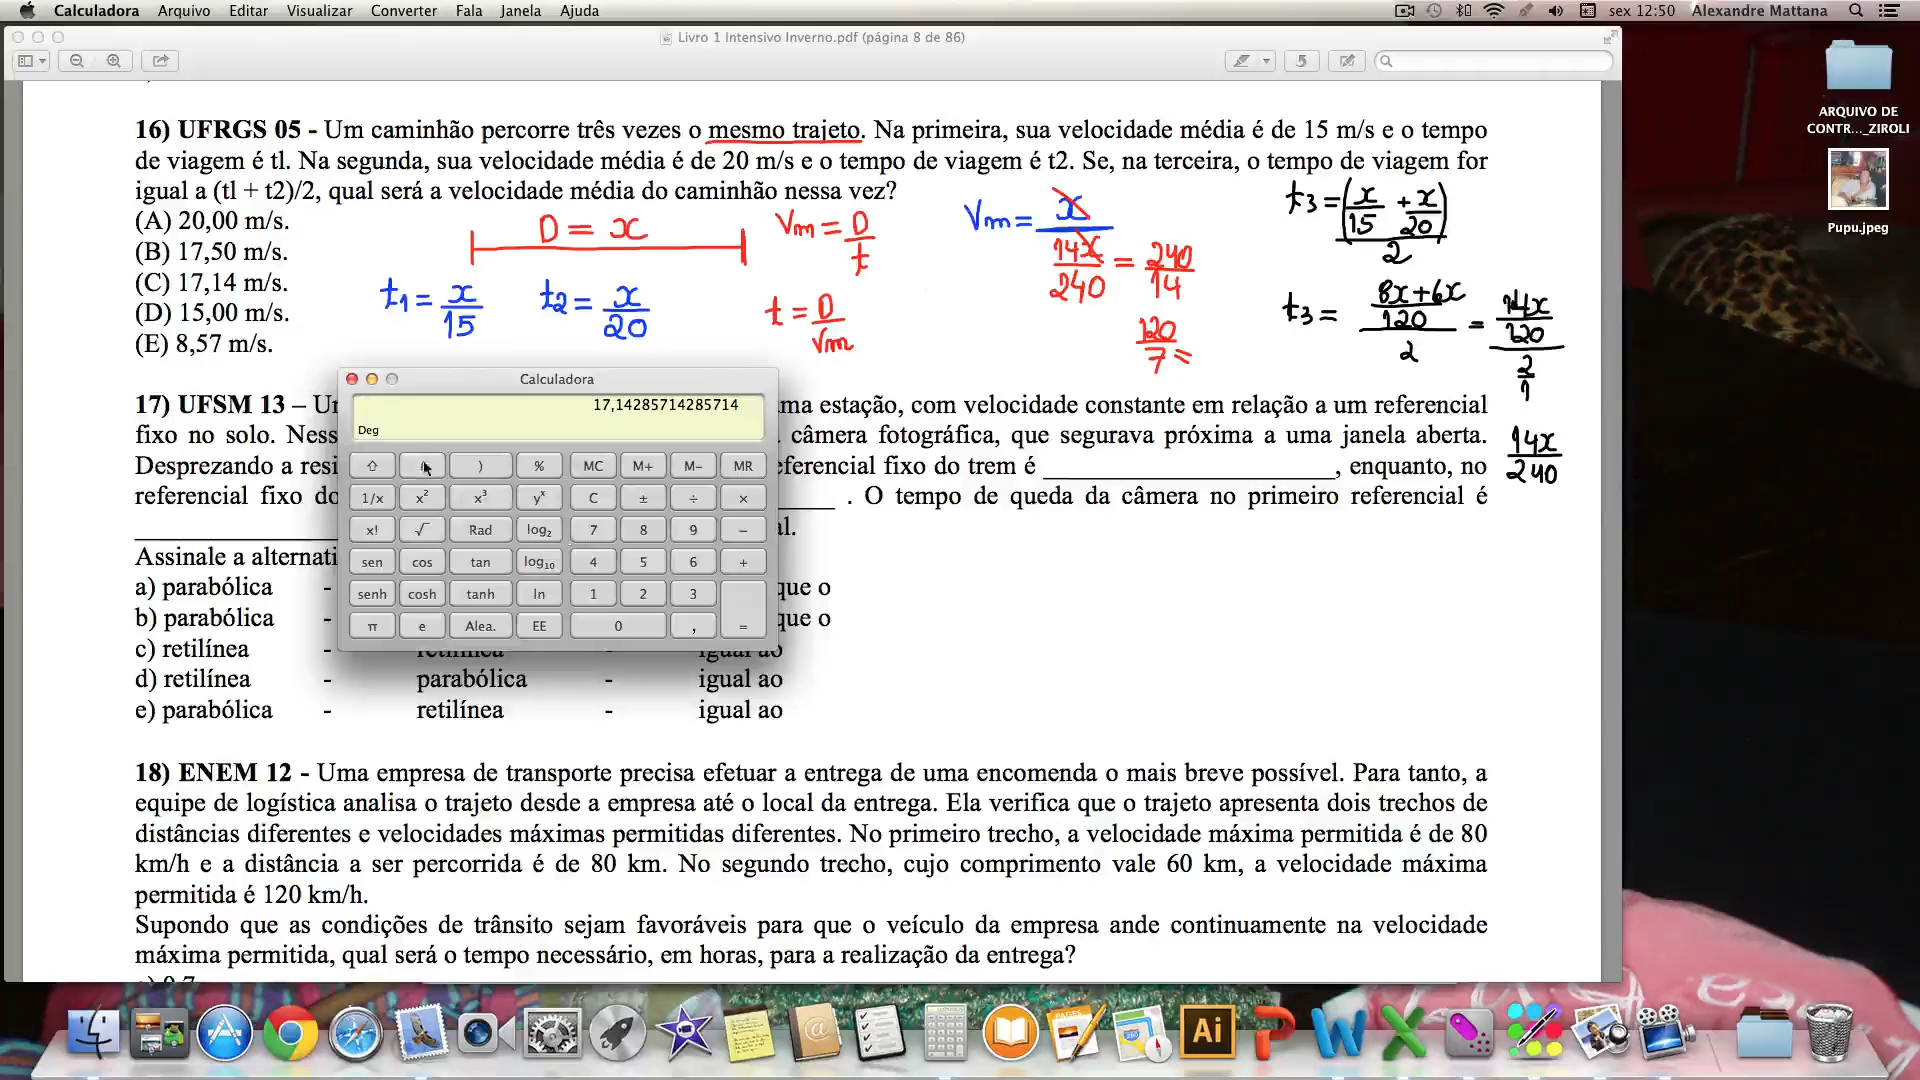 Calculadora Arquivo Editar Visualizar Converter Fala Janela Ajuda sex 12:50 Alexandre Mattana
Livro 1 Intensivo Inverno.pdf (página 8 de 86)
ARQUIVO DE
CONTR..._ZIROLI
Pupu.jpeg
16) UFRGS 05 - Um caminhão percorre três vezes o mesmo trajeto. Na primeira, sua velocidade média é de 15 m/s e o tempo
de viagem é tl. Na segunda, sua velocidade média é de 20 m/s e o tempo de viagem é t2. Se, na terceira, o tempo de viagem for
igual a (tl + t2)/2, qual será a velocidade média do caminhão nessa vez?
(A) 20,00 m/s.
(B) 17,50 m/s.
(C) 17,14 m/s.
(D) 15,00 m/s.
(E) 8,57 m/s.
D = x
t1 = x/15
t2 = x/20
Vm = D/t
t = D/Vm
Vm = x
14x/240 = 240/14
120/7 =
t3 = (x/15 + x/20)
2
t3 = 8x+6x/120 = 14x/120
2 2/1
14x/240
17) UFSM 13 – Um
ma estação, com velocidade constante em relação a um referencial
fixo no solo. Ness
câmera fotográfica, que segurava próxima a uma janela aberta.
Desprezando a resi
eferencial fixo do trem é ________________, enquanto, no
referencial fixo do
____ . O tempo de queda da câmera no primeiro referencial é
________________ al.
Assinale a alternati
a) parabólica - que o
b) parabólica - que o
c) retilínea - retilínea igual ao
d) retilínea - parabólica - igual ao
e) parabólica - retilínea - igual ao
Calculadora
17,14285714285714
Deg
( ) % MC M+ M− MR
1/x x² x³ yˣ C ± ÷ ×
x! √ Rad log₂ 7 8 9 −
sen cos tan log₁₀ 4 5 6 +
senh cosh tanh ln 1 2 3
π e Alea. EE 0 , =
18) ENEM 12 - Uma empresa de transporte precisa efetuar a entrega de uma encomenda o mais breve possível. Para tanto, a
equipe de logística analisa o trajeto desde a empresa até o local da entrega. Ela verifica que o trajeto apresenta dois trechos de
distâncias diferentes e velocidades máximas permitidas diferentes. No primeiro trecho, a velocidade máxima permitida é de 80
km/h e a distância a ser percorrida é de 80 km. No segundo trecho, cujo comprimento vale 60 km, a velocidade máxima
permitida é 120 km/h.
Supondo que as condições de trânsito sejam favoráveis para que o veículo da empresa ande continuamente na velocidade
máxima permitida, qual será o tempo necessário, em horas, para a realização da entrega?
PAGES
Ai